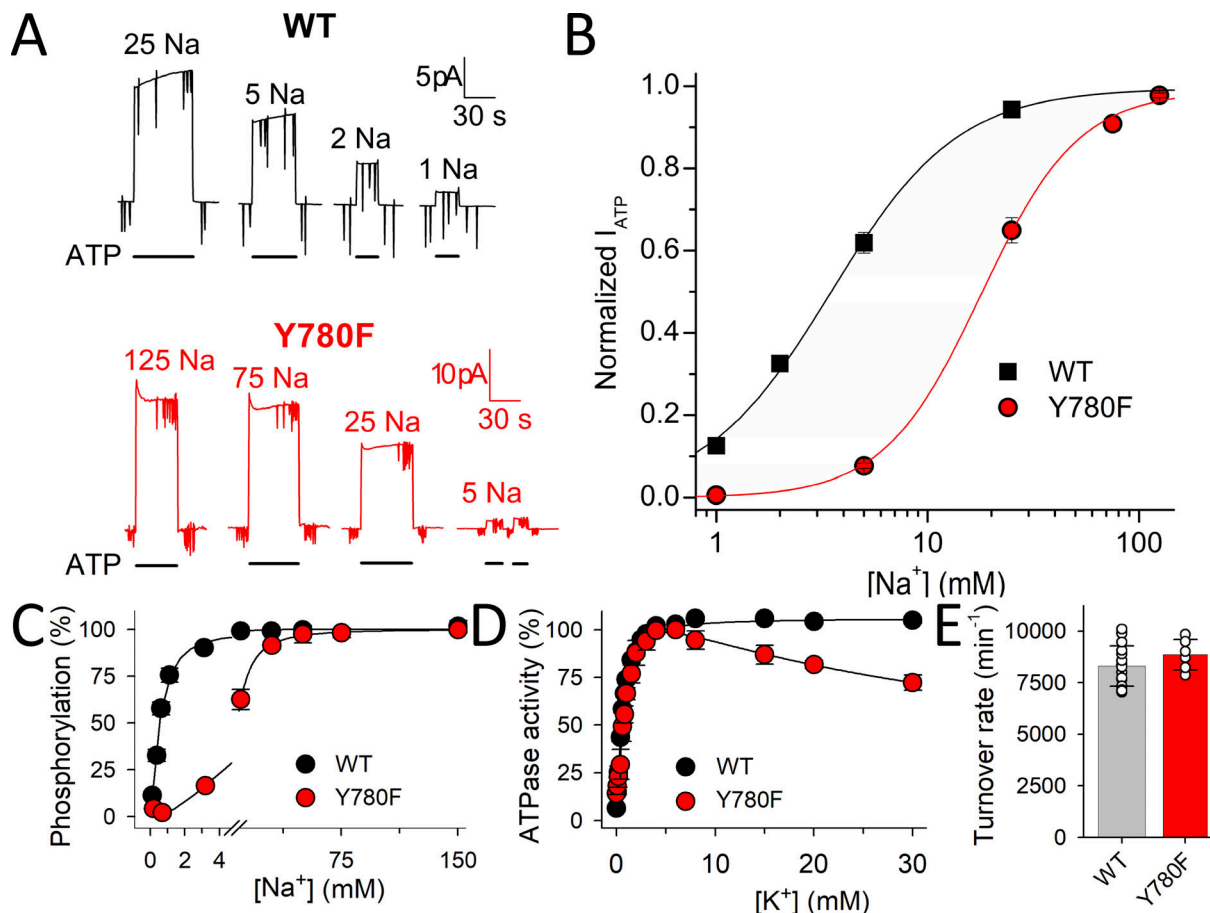 A
WT
25 Na
5 Na
2 Na
1 Na
5pA
30 s
ATP
Y780F
125 Na
75 Na
25 Na
5 Na
10pA
30 s
ATP
B
Normalized I_ATP
1.0
0.8
0.6
0.4
0.2
0.0
WT
Y780F
1
10
100
[Na⁺] (mM)
C
Phosphorylation (%)
100
75
50
25
0
WT
Y780F
0
2
4
75
150
[Na⁺] (mM)
D
ATPase activity (%)
100
75
50
25
0
WT
Y780F
0
10
20
30
[K⁺] (mM)
E
Turnover rate (min⁻¹)
10000
7500
5000
2500
0
WT
Y780F